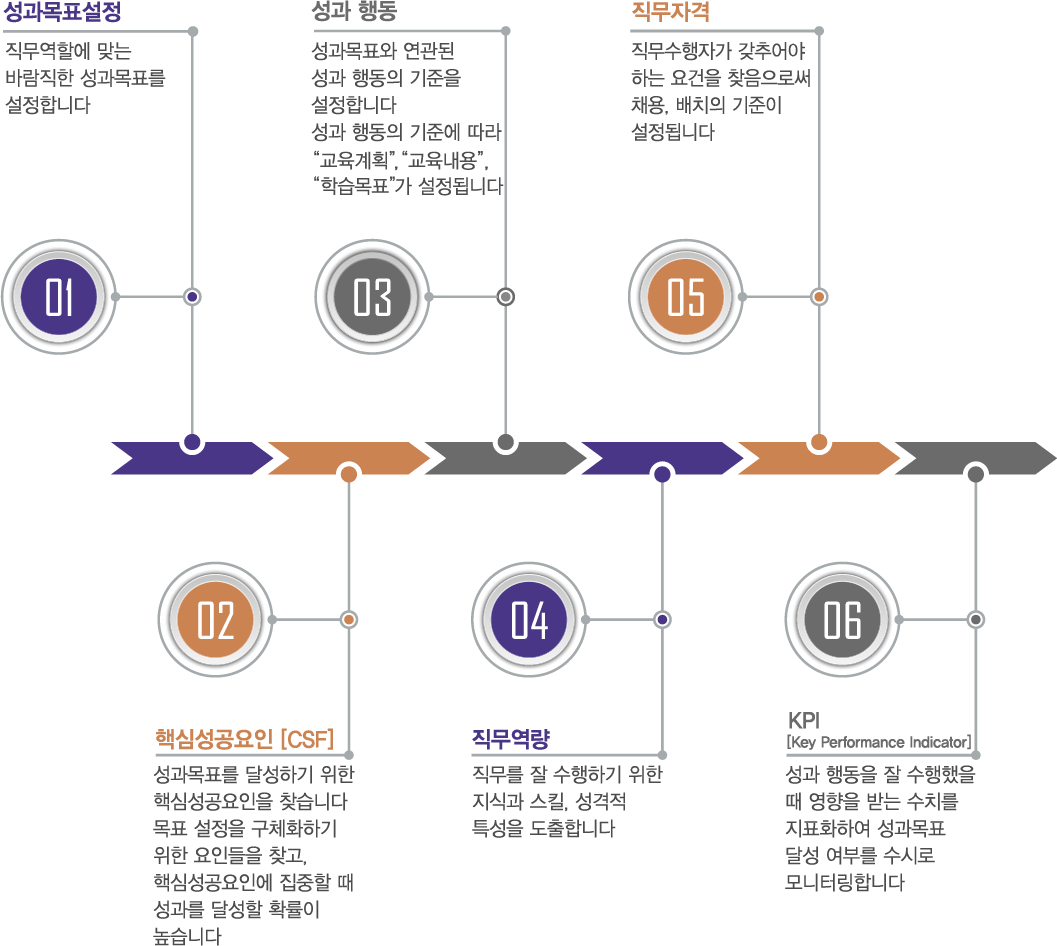 성과목표설정
직무역할에 맞는
바람직한 성과목표를
설정합니다
01
핵심성공요인 [CSF]
성과목표를 달성하기 위한
핵심성공요인을 찾습니다
목표 설정을 구체화하기
위한 요인들을 찾고,
핵심성공요인에 집중할 때
성과를 달성할 확률이
높습니다
02
성과 행동
성과목표와 연관된
성과 행동의 기준을
설정합니다
성과 행동의 기준에 따라
“교육계획”, “교육내용”,
“학습목표”가 설정됩니다
03
직무역량
직무를 잘 수행하기 위한
지식과 스킬, 성격적
특성을 도출합니다
04
직무자격
직무수행자가 갖추어야
하는 요건을 찾음으로써
채용, 배치의 기준이
설정됩니다
05
KPI
[Key Performance Indicator]
성과 행동을 잘 수행했을
때 영향을 받는 수치를
지표화하여 성과목표
달성 여부를 수시로
모니터링합니다
06